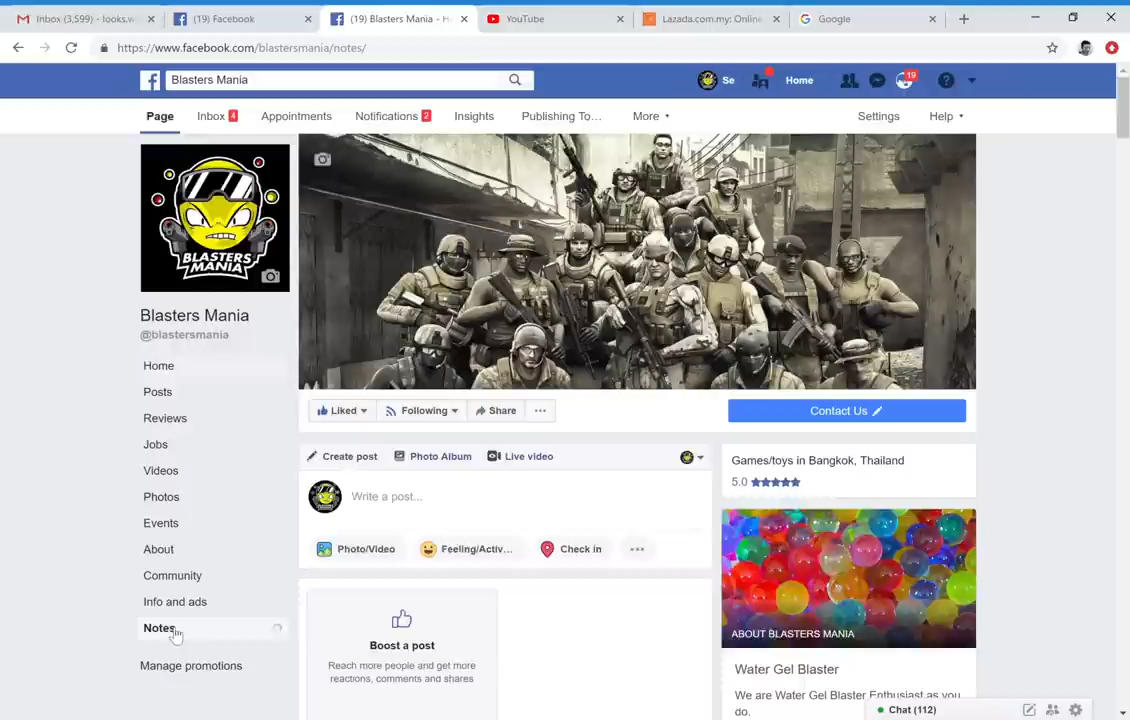 Inbox (3,599) - looks.w
(19) Facebook
(19) Blasters Mania - H
YouTube
Lazada.com.my: Online
Google
https://www.facebook.com/blastersmania/notes/
Blasters Mania
Se
Home
19
Page
Inbox 4
Appointments
Notifications 2
Insights
Publishing To...
More
Settings
Help
BLASTERS MANIA
Blasters Mania
@blastersmania
Home
Posts
Reviews
Jobs
Videos
Photos
Events
About
Community
Info and ads
Notes
Manage promotions
Liked
Following
Share
Contact Us
Create post
Photo Album
Live video
Write a post...
Photo/Video
Feeling/Activ...
Check in
Boost a post
Reach more people and get more
reactions, comments and shares
Games/toys in Bangkok, Thailand
5.0 ★★★★★
ABOUT BLASTERS MANIA
Water Gel Blaster
We are Water Gel Blaster Enthusiast as you
do.
Chat (112)